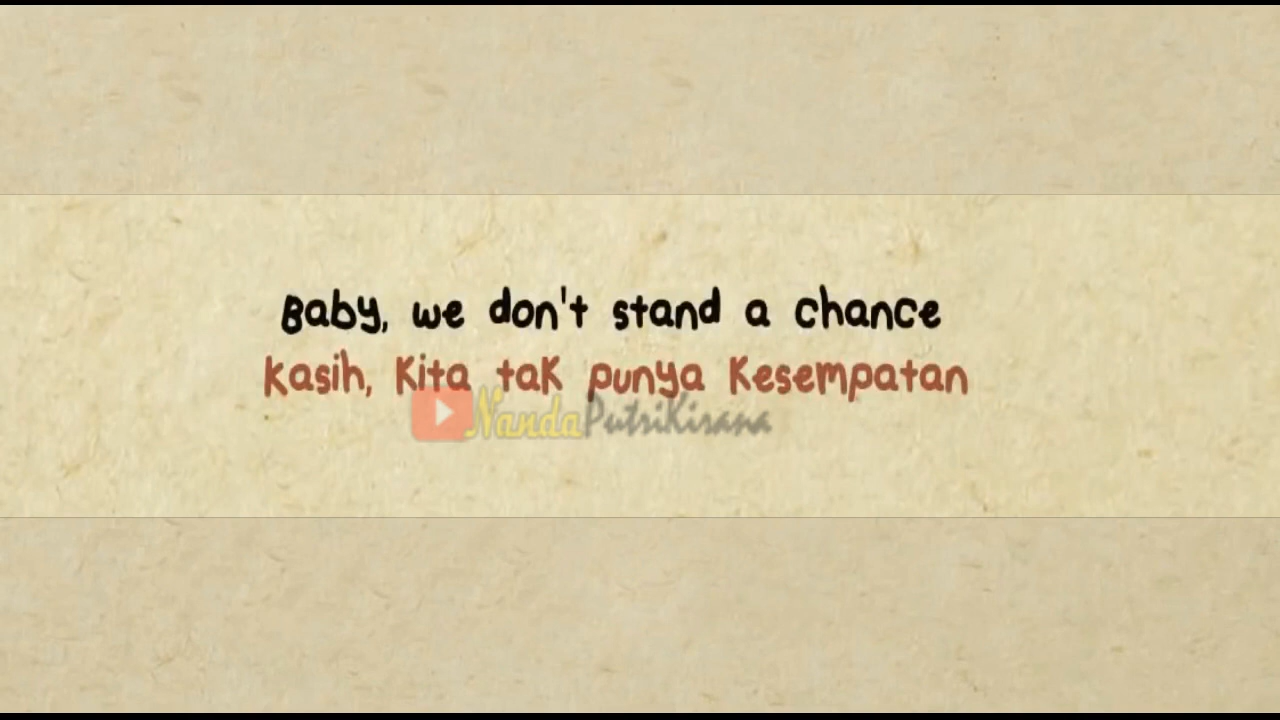 Baby, we don't stand a chance
Kasih, Kita tak punya Kesempatan
NandaPutriKirana